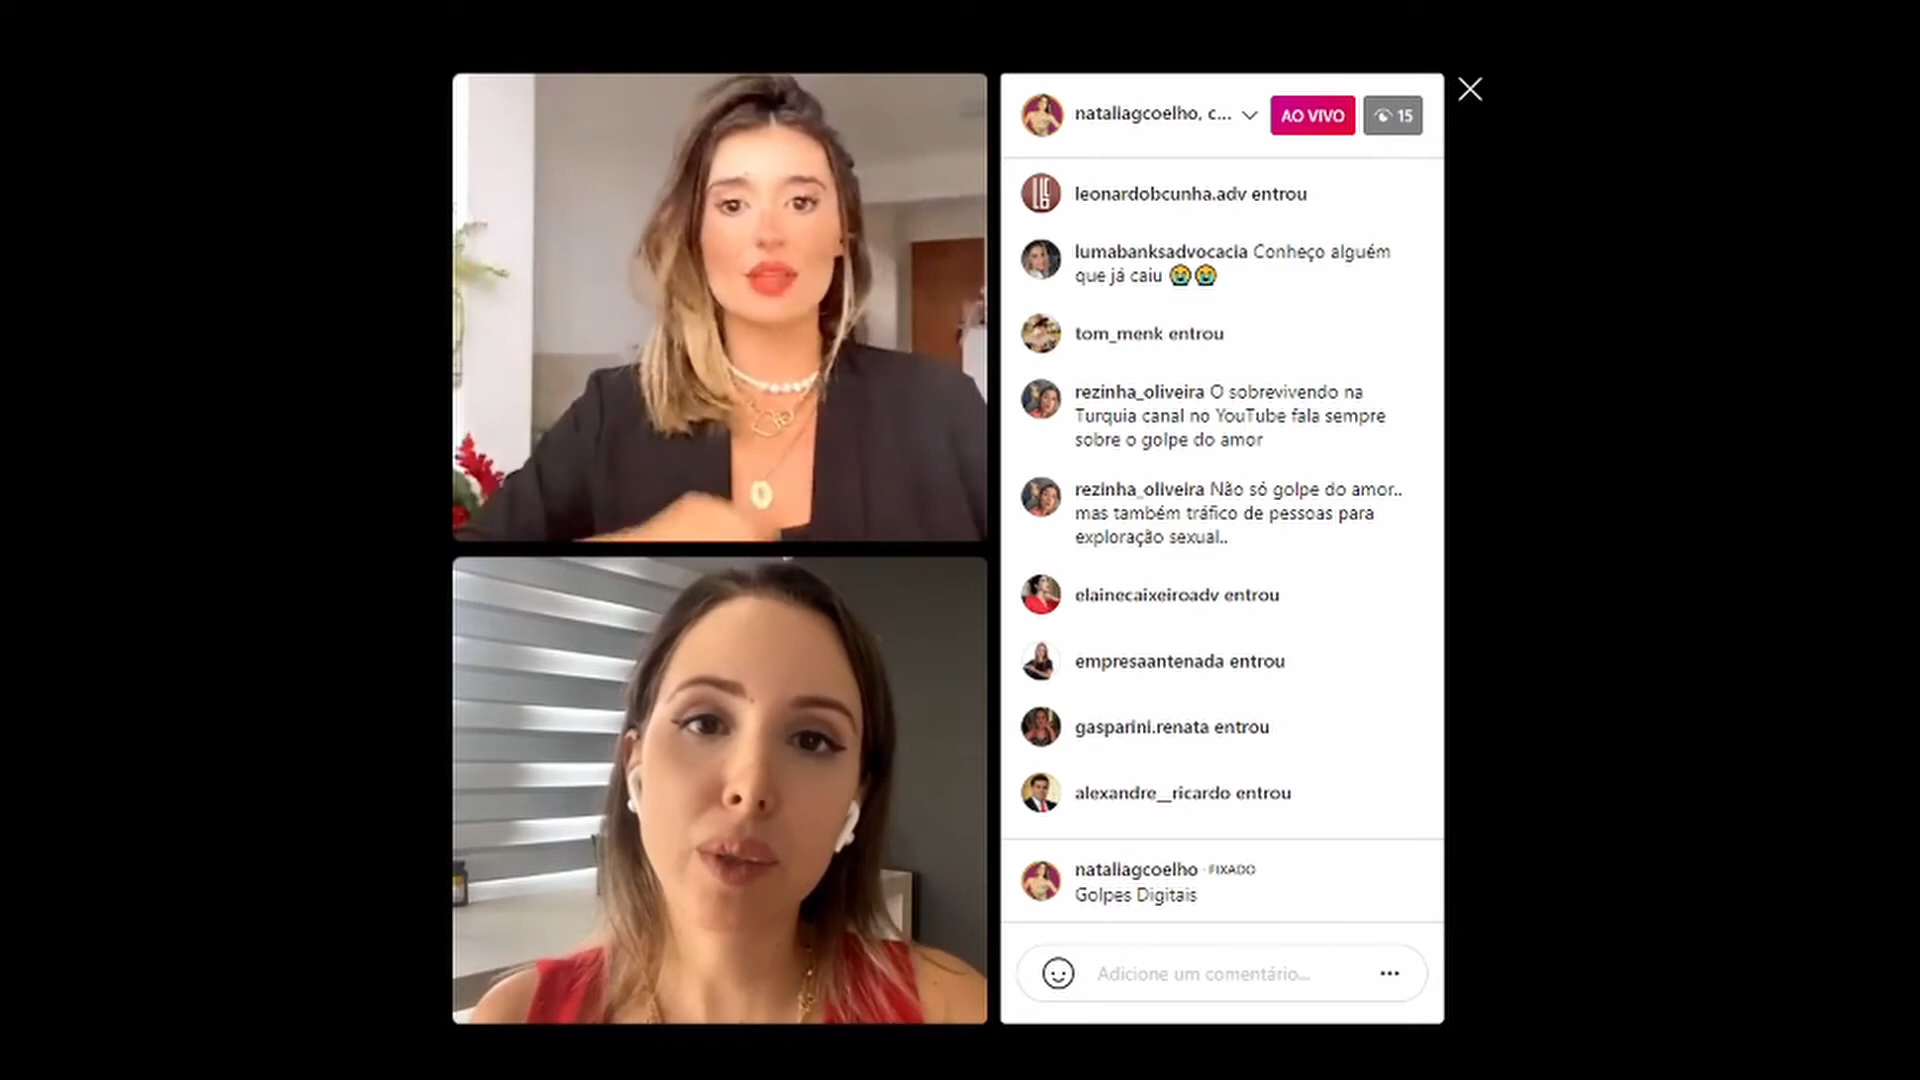 nataliagcoelho, c...
AO VIVO
15
leonardobcunha.adv entrou
lumabanksadvocacia Conheço alguém
que já caiu 😭😭
tom_menk entrou
rezinha_oliveira O sobrevivendo na
Turquia canal no YouTube fala sempre
sobre o golpe do amor
rezinha_oliveira Não só golpe do amor..
mas também tráfico de pessoas para
exploração sexual..
elainecaixeiroadv entrou
empresaantenada entrou
gasparini.renata entrou
alexandre__ricardo entrou
nataliagcoelho · FIXADO
Golpes Digitais
Adicione um comentário...